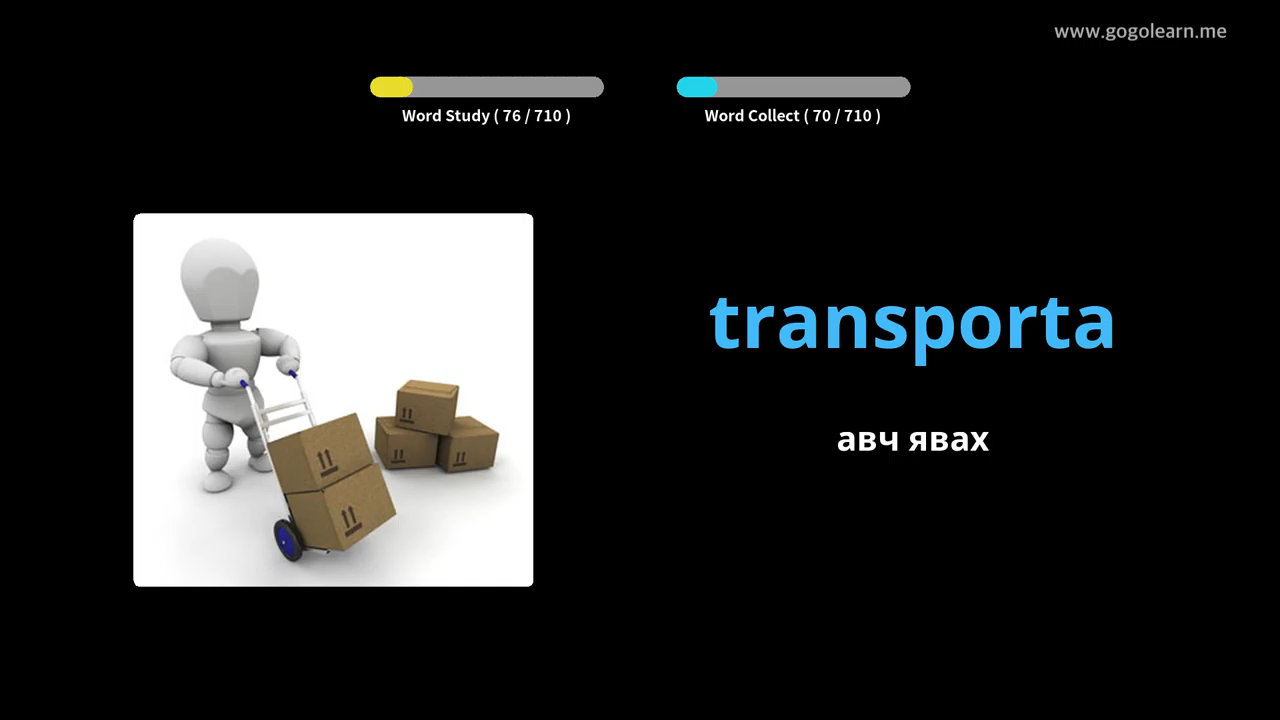 www.gogolearn.me
Word Study ( 76 / 710 )
Word Collect ( 70 / 710 )
transporta
авч явах